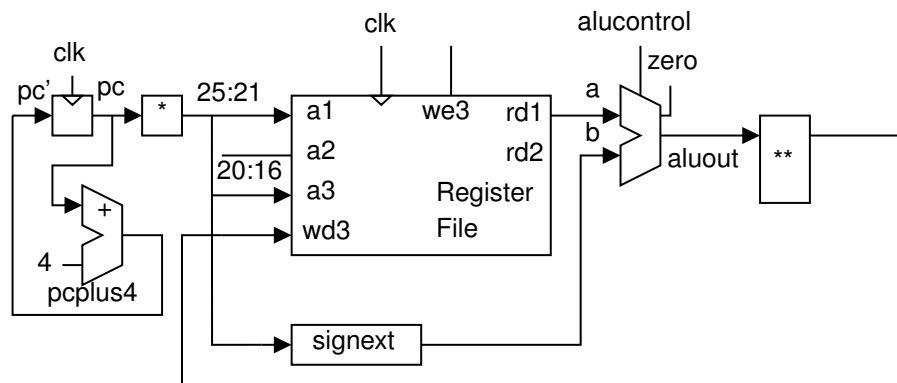 clk
alucontrol
clk
zero
pc'
pc
25:21
a
*
a1
we3
rd1
b
a2
rd2
aluout
**
20:16
a3
Register
+
wd3
File
4
pcplus4
signext